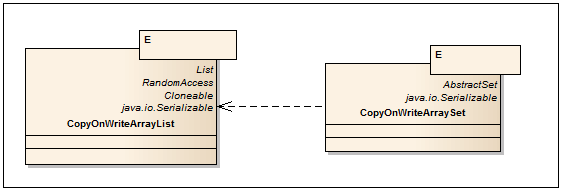 E
List
RandomAccess
Cloneable
java.io.Serializable
CopyOnWriteArrayList
E
AbstractSet
java.io.Serializable
CopyOnWriteArraySet